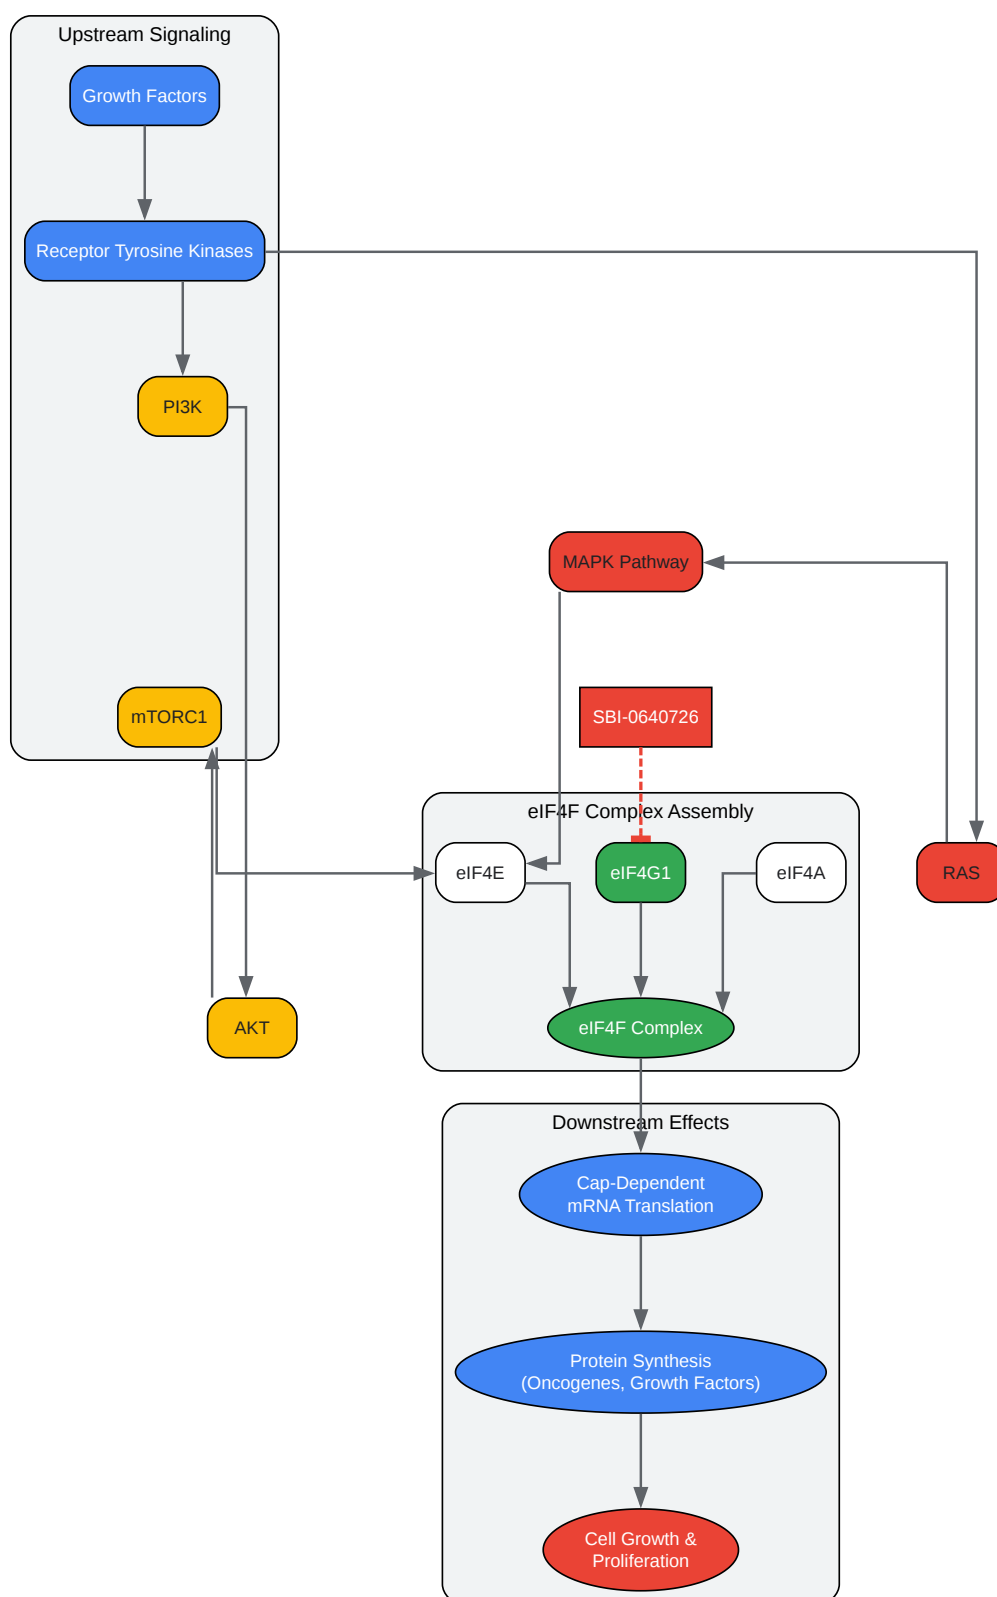 Upstream Signaling
Growth Factors
Receptor Tyrosine Kinases
PI3K
MAPK Pathway
mTORC1
SBI-0640726
eIF4F Complex Assembly
eIF4E
eIF4G1
eIF4A
RAS
AKT
eIF4F Complex
Downstream Effects
Cap-Dependent
mRNA Translation
Protein Synthesis
(Oncogenes, Growth Factors)
Cell Growth &
Proliferation